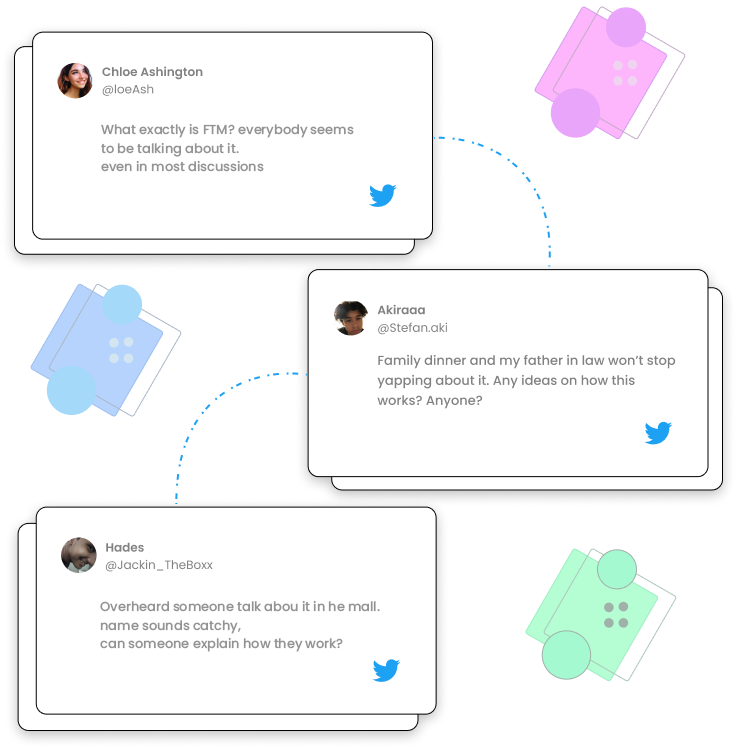 Chloe Ashington
@loeAsh
What exactly is FTM? everybody seems
to be talking about it.
even in most discussions
Akiraaa
@Stefan.aki
Family dinner and my father in law won’t stop
yapping about it. Any ideas on how this
works? Anyone?
Hades
@Jackin_TheBoxx
Overheard someone talk abou it in he mall.
name sounds catchy,
can someone explain how they work?